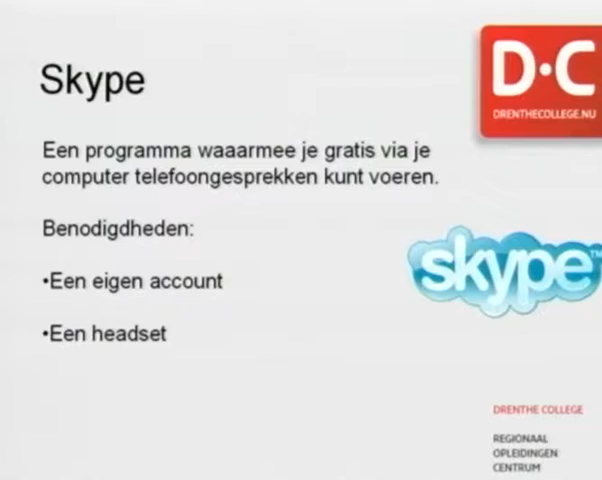 Skype
D·C
DRENTHECOLLEGE.NU
Een programma waaarmee je gratis via je
computer telefoongesprekken kunt voeren.
Benodigdheden:
skype™
•Een eigen account
•Een headset
DRENTHE COLLEGE
REGIONAAL
OPLEIDINGEN
CENTRUM